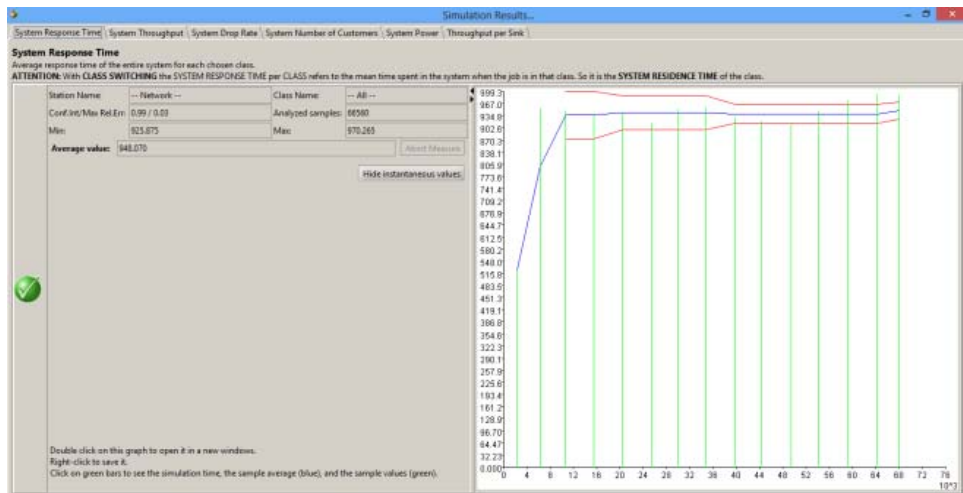 Simulation Results...
System Response Time System Throughput System Drop Rate System Number of Customers System Power Throughput per Sink
System Response Time
Average response time of the entire system for each chosen class.
ATTENTION: With CLASS SWITCHING the SYSTEM RESPONSE TIME per CLASS refers to the mean time spent in the system when the job is in that class. So it is the SYSTEM RESIDENCE TIME of the class.
Station Name: -- Network -- Class Name: -- All --
Conf.Int/Max Rel.Err: 0.99 / 0.03 Analyzed samples: 66560
Min: 925.875 Max: 970.265
Average value: 948.070 Abort Measure
Hide instantaneous values
Double click on this graph to open it in a new windows.
Right-click to save it.
Click on green bars to see the simulation time, the sample average (blue), and the sample values (green).
999.3
967.0
934.8
902.6
870.3
838.1
805.9
773.6
741.4
709.2
676.9
644.7
612.5
580.2
548.0
515.8
483.5
451.3
419.1
386.8
354.6
322.3
290.1
257.9
225.6
193.4
161.2
128.9
96.70
64.47
32.23
0.000
0 4 8 12 16 20 24 28 32 36 40 44 48 52 56 60 64 68 72 76
10^3